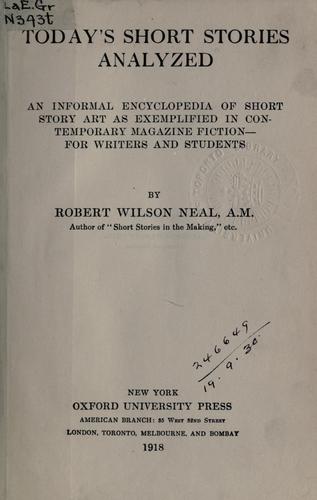 LaE.Gr
N393t
TODAY'S SHORT STORIES
ANALYZED
AN INFORMAL ENCYCLOPEDIA OF SHORT
STORY ART AS EXEMPLIFIED IN CON-
TEMPORARY MAGAZINE FICTION—
FOR WRITERS AND STUDENTS
BY
ROBERT WILSON NEAL, A.M.
Author of "Short Stories in the Making," etc.
246649
19.9.30.
NEW YORK
OXFORD UNIVERSITY PRESS
AMERICAN BRANCH: 35 WEST 32ND STREET
LONDON, TORONTO, MELBOURNE, AND BOMBAY
1918